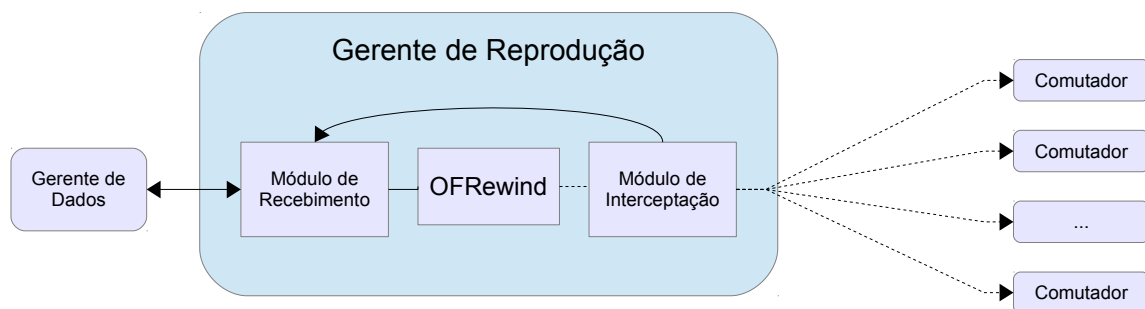 Gerente de Reprodução
Gerente de
Dados
Módulo de
Recebimento
OFRewind
Módulo de
Interceptação
Comutador
Comutador
...
Comutador